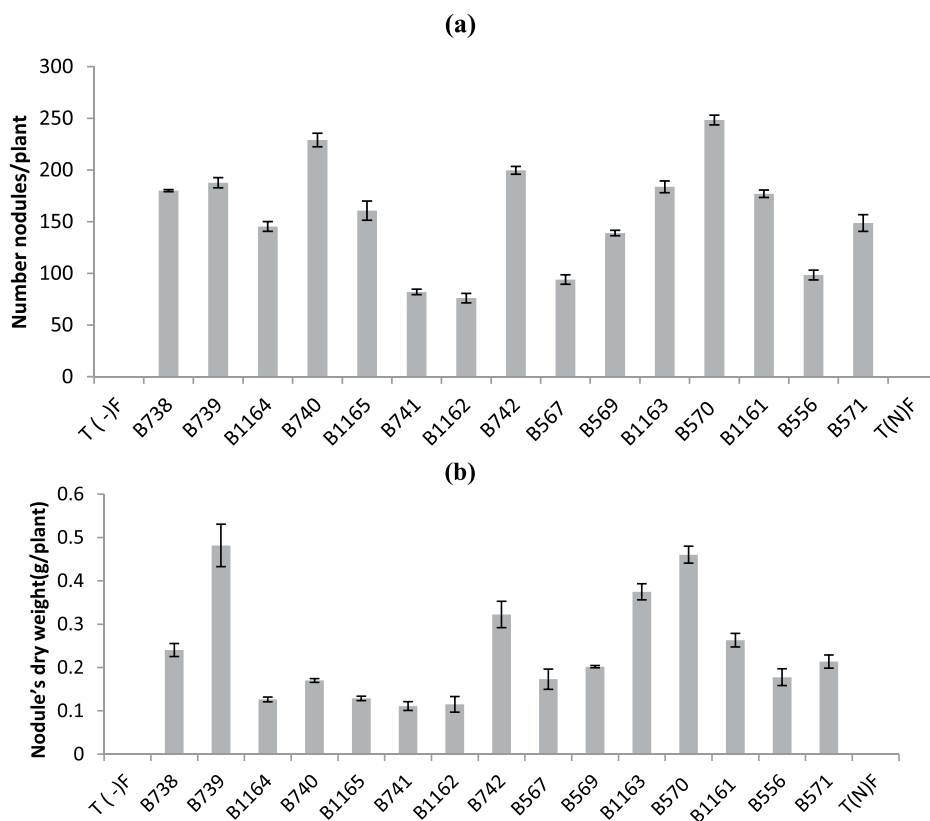 (a)
300
250
200
150
100
50
0
Number nodules/plant
T ( -)F B738 B739 B1164 B740 B1165 B741 B1162 B742 B567 B569 B1163 B570 B1161 B556 B571 T(N)F
(b)
0.6
0.5
0.4
0.3
0.2
0.1
0
Nodule's dry weight(g/plant)
T ( -)F B738 B739 B1164 B740 B1165 B741 B1162 B742 B567 B569 B1163 B570 B1161 B556 B571 T(N)F